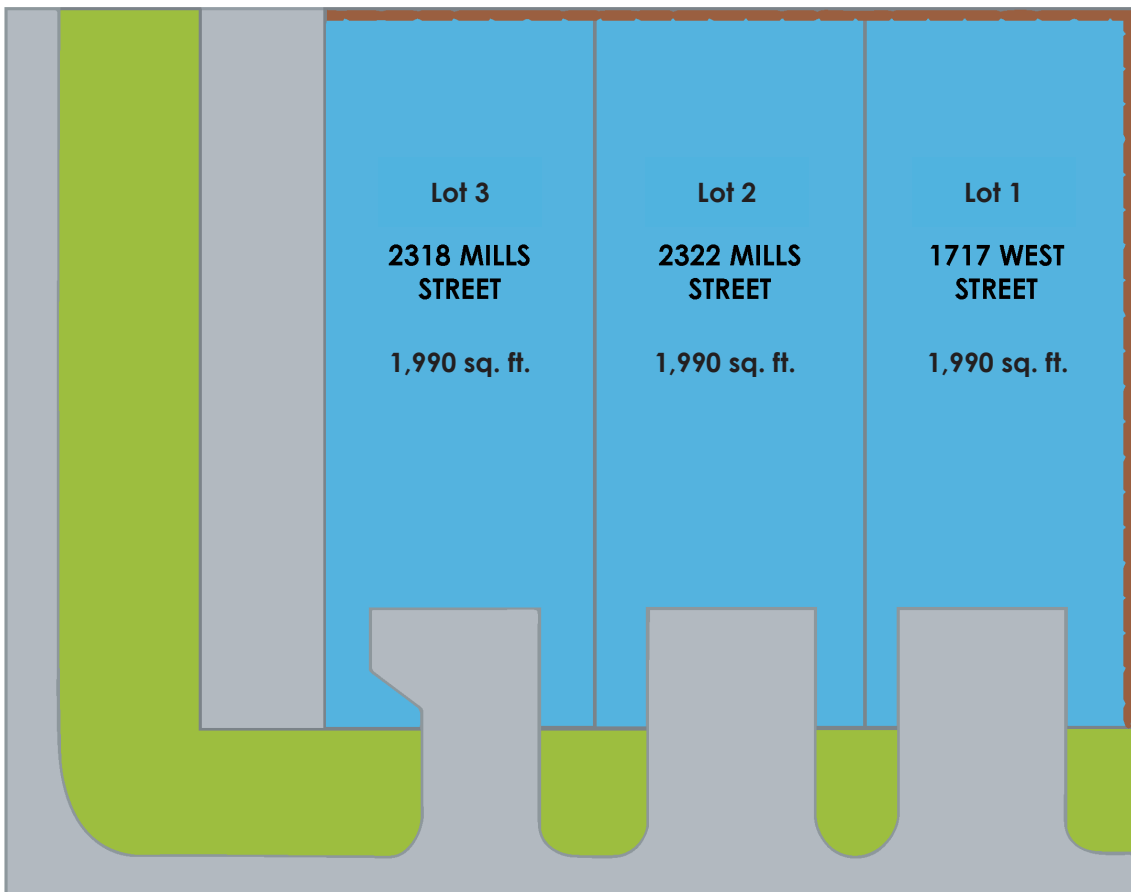 Lot 3
2318 MILLS
STREET
1,990 sq. ft.
Lot 2
2322 MILLS
STREET
1,990 sq. ft.
Lot 1
1717 WEST
STREET
1,990 sq. ft.